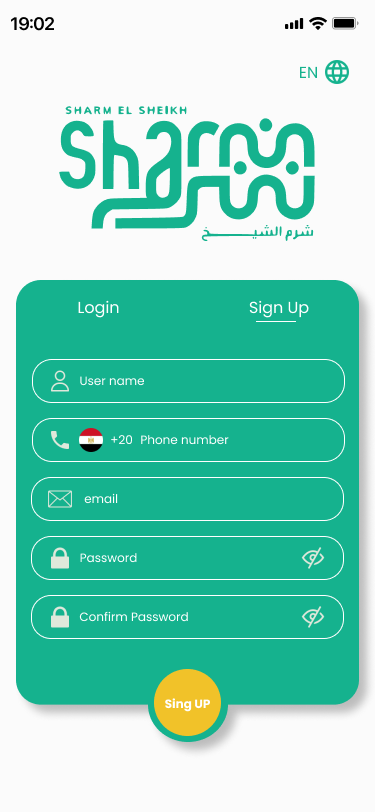 19:02
EN
SHARM EL SHEIKH
Sharm
شرم الشيـــخ
Login
Sign Up
User name
+20 Phone number
email
Password
Confirm Password
Sing UP